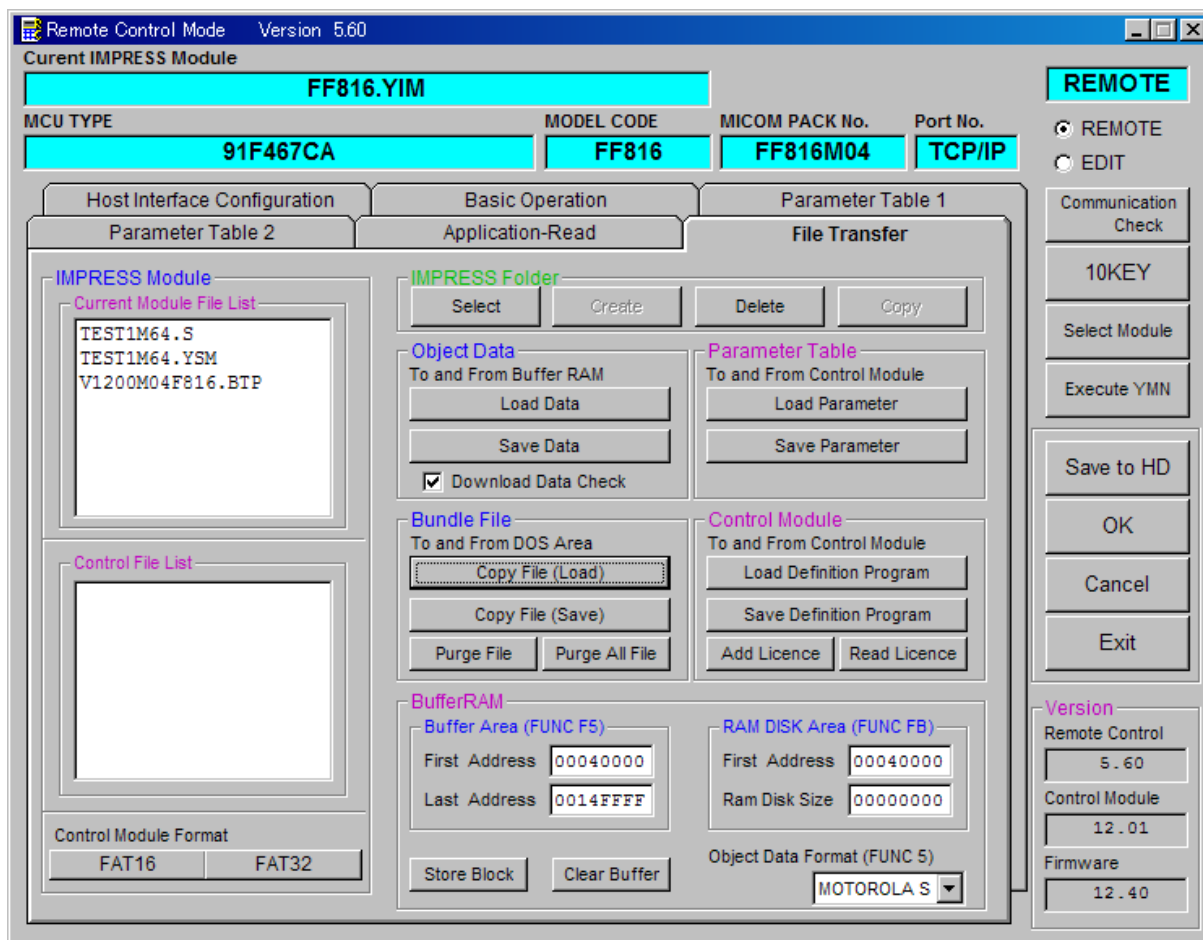 Remote Control Mode Version 5.60
Curent IMPRESS Module
FF816.YIM
REMOTE
MCU TYPE
MODEL CODE
MICOM PACK No.
Port No.
91F467CA
FF816
FF816M04
TCP/IP
REMOTE
EDIT
Host Interface Configuration
Basic Operation
Parameter Table 1
Parameter Table 2
Application-Read
File Transfer
Communication
Check
10KEY
Select Module
Execute YMN
Save to HD
OK
Cancel
Exit
IMPRESS Module
Current Module File List
TEST1M64.S
TEST1M64.YSM
V1200M04F816.BTP
Control File List
Control Module Format
FAT16
FAT32
IMPRESS Folder
Select
Create
Delete
Copy
Object Data
To and From Buffer RAM
Load Data
Save Data
Download Data Check
Parameter Table
To and From Control Module
Load Parameter
Save Parameter
Bundle File
To and From DOS Area
Copy File (Load)
Copy File (Save)
Purge File
Purge All File
Control Module
To and From Control Module
Load Definition Program
Save Definition Program
Add Licence
Read Licence
BufferRAM
Buffer Area (FUNC F5)
First Address 00040000
Last Address 0014FFFF
RAM DISK Area (FUNC FB)
First Address 00040000
Ram Disk Size 00000000
Store Block
Clear Buffer
Object Data Format (FUNC 5)
MOTOROLA S
Version
Remote Control
5.60
Control Module
12.01
Firmware
12.40